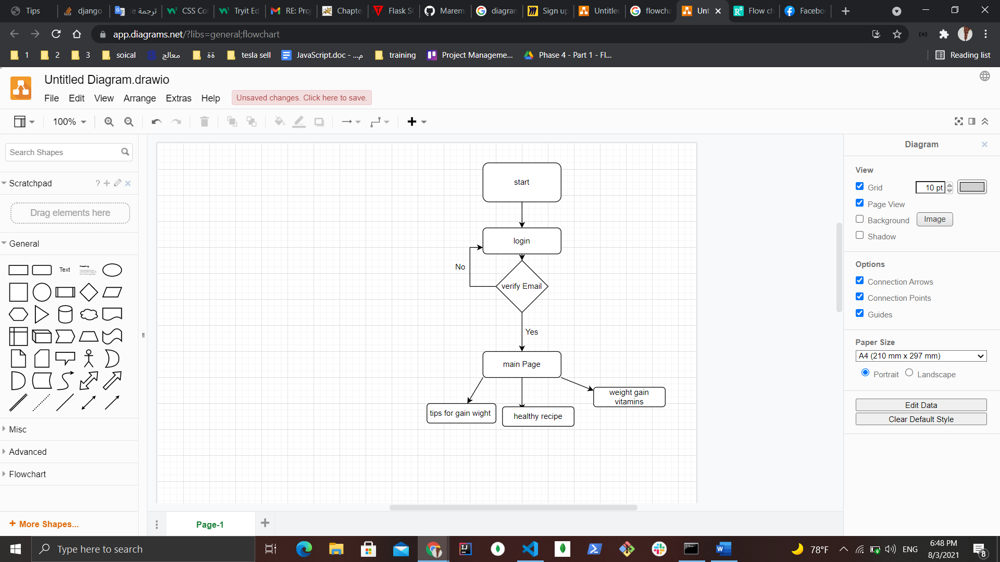 Tips
django
ترجمة
CSS Co
Tryit Ed
RE: Proj
Chapte
Flask S
Marem
diagran
Sign up
Untitle
flowcha
Unt
Flow ch
Facebo
app.diagrams.net/?libs=general;flowchart
1
2
3
soical
معالج
öö
tesla sell
JavaScript.doc - ...م
training
Project Manageme...
Phase 4 - Part 1 - Fl...
Reading list
Untitled Diagram.drawio
File Edit View Arrange Extras Help
Unsaved changes. Click here to save.
100%
Search Shapes
Scratchpad
?
Drag elements here
General
Text
Heading
Misc
Advanced
Flowchart
+ More Shapes...
start
login
No
verify Email
Yes
main Page
weight gain
vitamins
tips for gain wight
healthy recipe
Page-1
Diagram
View
Grid
10 pt
Page View
Background
Image
Shadow
Options
Connection Arrows
Connection Points
Guides
Paper Size
A4 (210 mm x 297 mm)
Portrait
Landscape
Edit Data
Clear Default Style
Type here to search
78°F
ENG
6:48 PM
8/3/2021
8